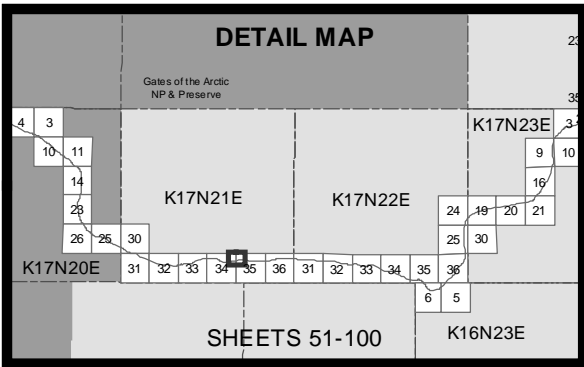 DETAIL MAP
23
Gates of the Arctic
NP & Preserve
35
4 3
K17N23E
3
10 11
9 10
14
16
K17N21E
K17N22E
23
24 19 20 21
26 25 30
25 30
K17N20E
31 32 33 34 35 36 31 32 33 34 35 36
6 5
SHEETS 51-100
K16N23E